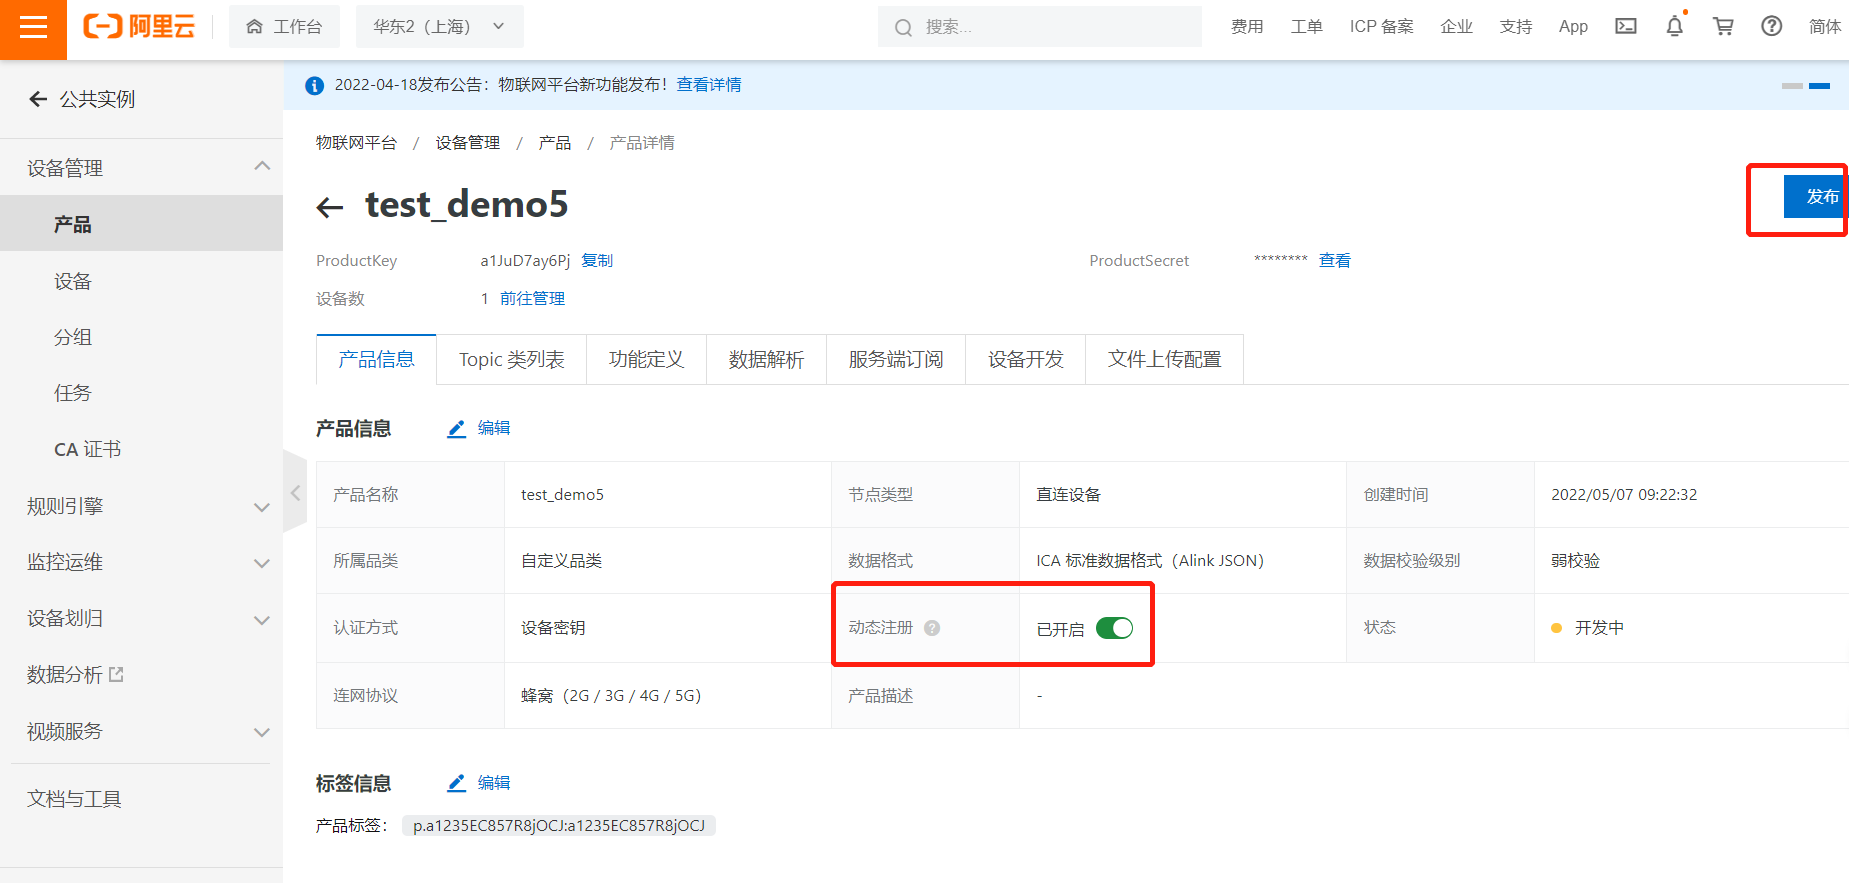 阿里云 工作台 华东2（上海） 搜索... 费用 工单 ICP 备案 企业 支持 App 简体
公共实例
设备管理
产品
设备
分组
任务
CA 证书
规则引擎
监控运维
设备划归
数据分析
视频服务
文档与工具
2022-04-18发布公告：物联网平台新功能发布！查看详情
物联网平台 / 设备管理 / 产品 / 产品详情
test_demo5
发布
ProductKey a1JuD7ay6Pj 复制 ProductSecret ******** 查看
设备数 1 前往管理
产品信息 Topic 类列表 功能定义 数据解析 服务端订阅 设备开发 文件上传配置
产品信息 编辑
产品名称 test_demo5 节点类型 直连设备 创建时间 2022/05/07 09:22:32
所属品类 自定义品类 数据格式 ICA 标准数据格式（Alink JSON） 数据校验级别 弱校验
认证方式 设备密钥 动态注册 已开启 状态 开发中
连网协议 蜂窝（2G / 3G / 4G / 5G） 产品描述 -
标签信息 编辑
产品标签： p.a1235EC857R8jOCJ:a1235EC857R8jOCJ